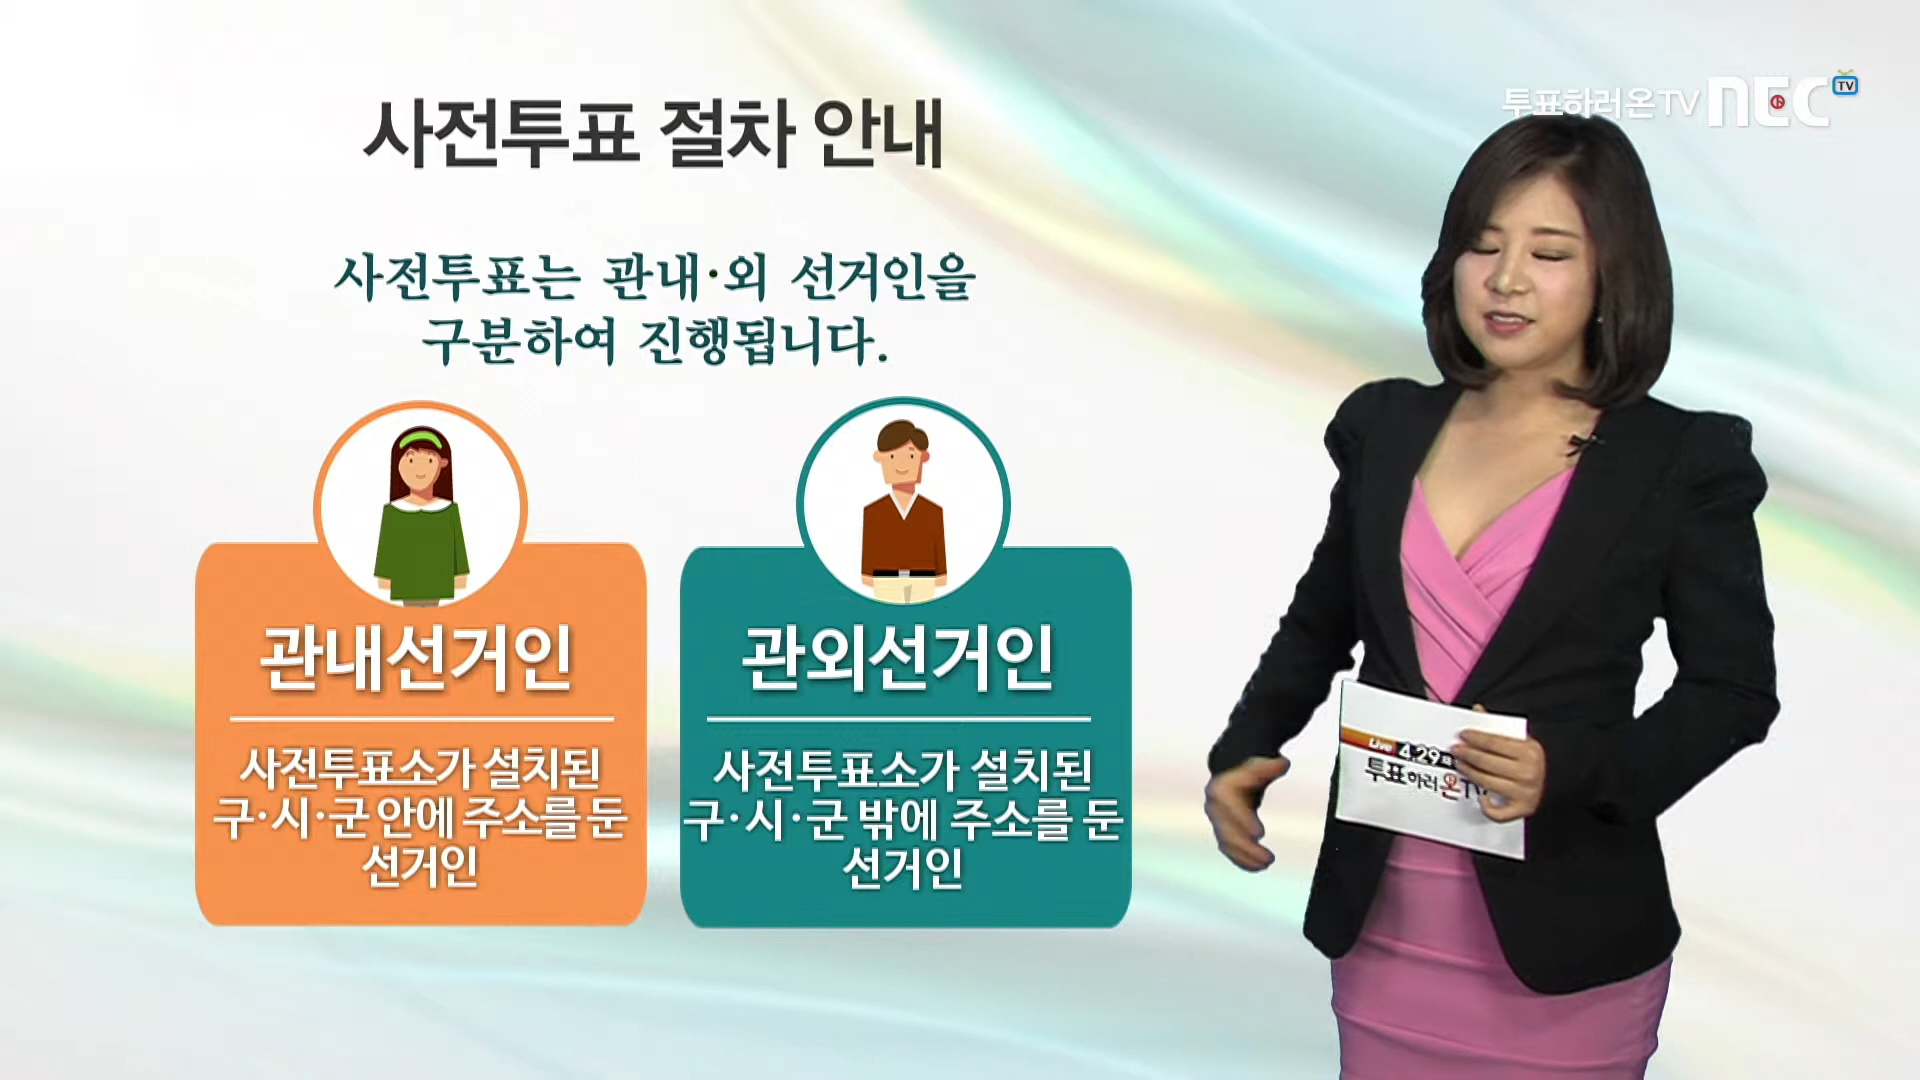 투표하러 온TV NEC TV
사전투표 절차 안내
사전투표는 관내·외 선거인을
구분하여 진행됩니다.
관내선거인
사전투표소가 설치된
구·시·군 안에 주소를 둔
선거인
관외선거인
사전투표소가 설치된
구·시·군 밖에 주소를 둔
선거인
Live 4.29
투표하러 온TV